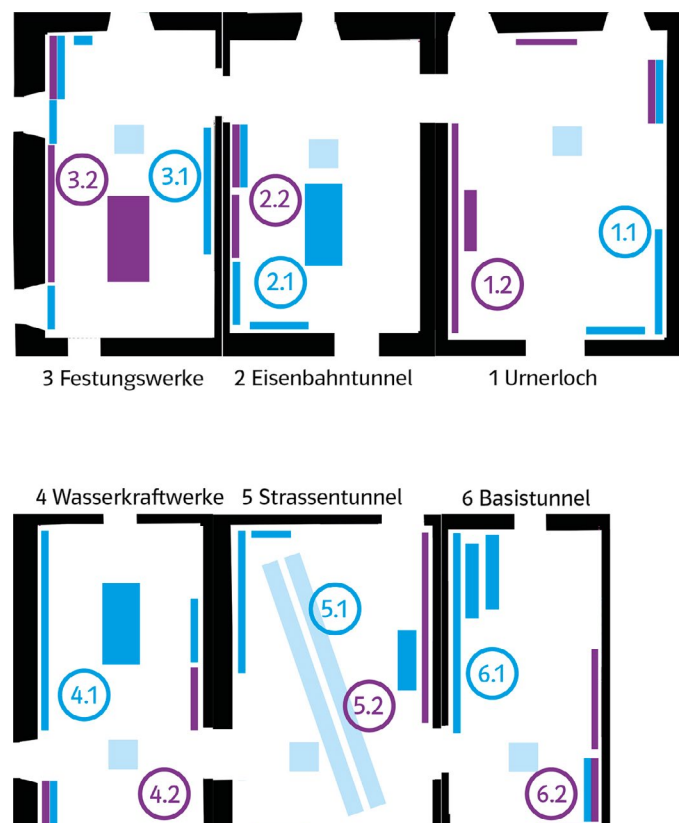 3.2
3.1
2.2
2.1
1.1
1.2
3 Festungswerke
2 Eisenbahntunnel
1 Urnerloch
4 Wasserkraftwerke
5 Strassentunnel
6 Basistunnel
5.1
4.1
5.2
6.1
4.2
6.2